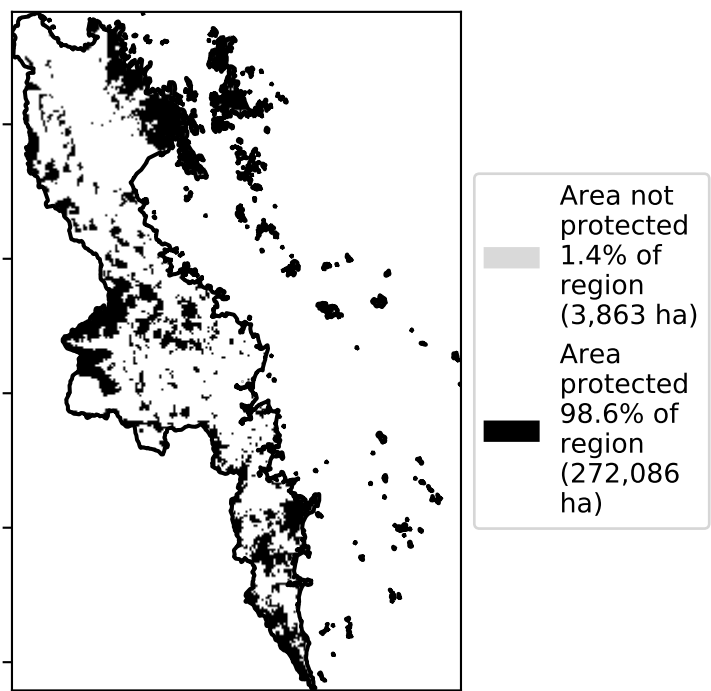 Area not
protected
1.4% of
region
(3,863 ha)
Area
protected
98.6% of
region
(272,086
ha)